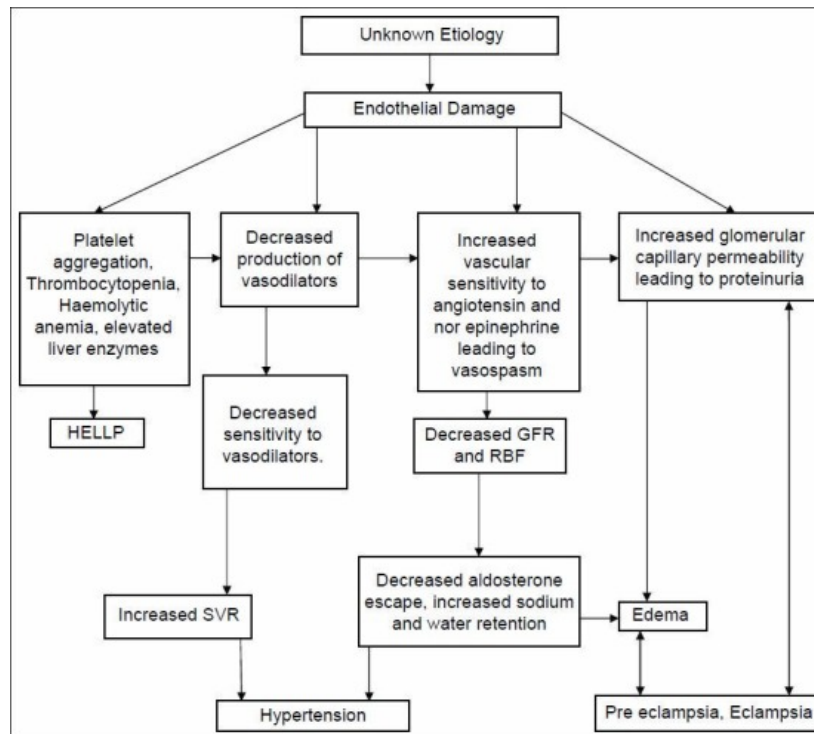 Unknown Etiology
Endothelial Damage
Platelet
aggregation,
Thrombocytopenia,
Haemolytic
anemia, elevated
liver enzymes
Decreased
production of
vasodilators
Increased
vascular
sensitivity to
angiotensin and
nor epinephrine
leading to
vasospasm
Increased glomerular
capillary permeability
leading to proteinuria
HELLP
Decreased
sensitivity to
vasodilators.
Decreased GFR
and RBF
Increased SVR
Decreased aldosterone
escape, increased sodium
and water retention
Edema
Hypertension
Pre eclampsia, Eclampsia